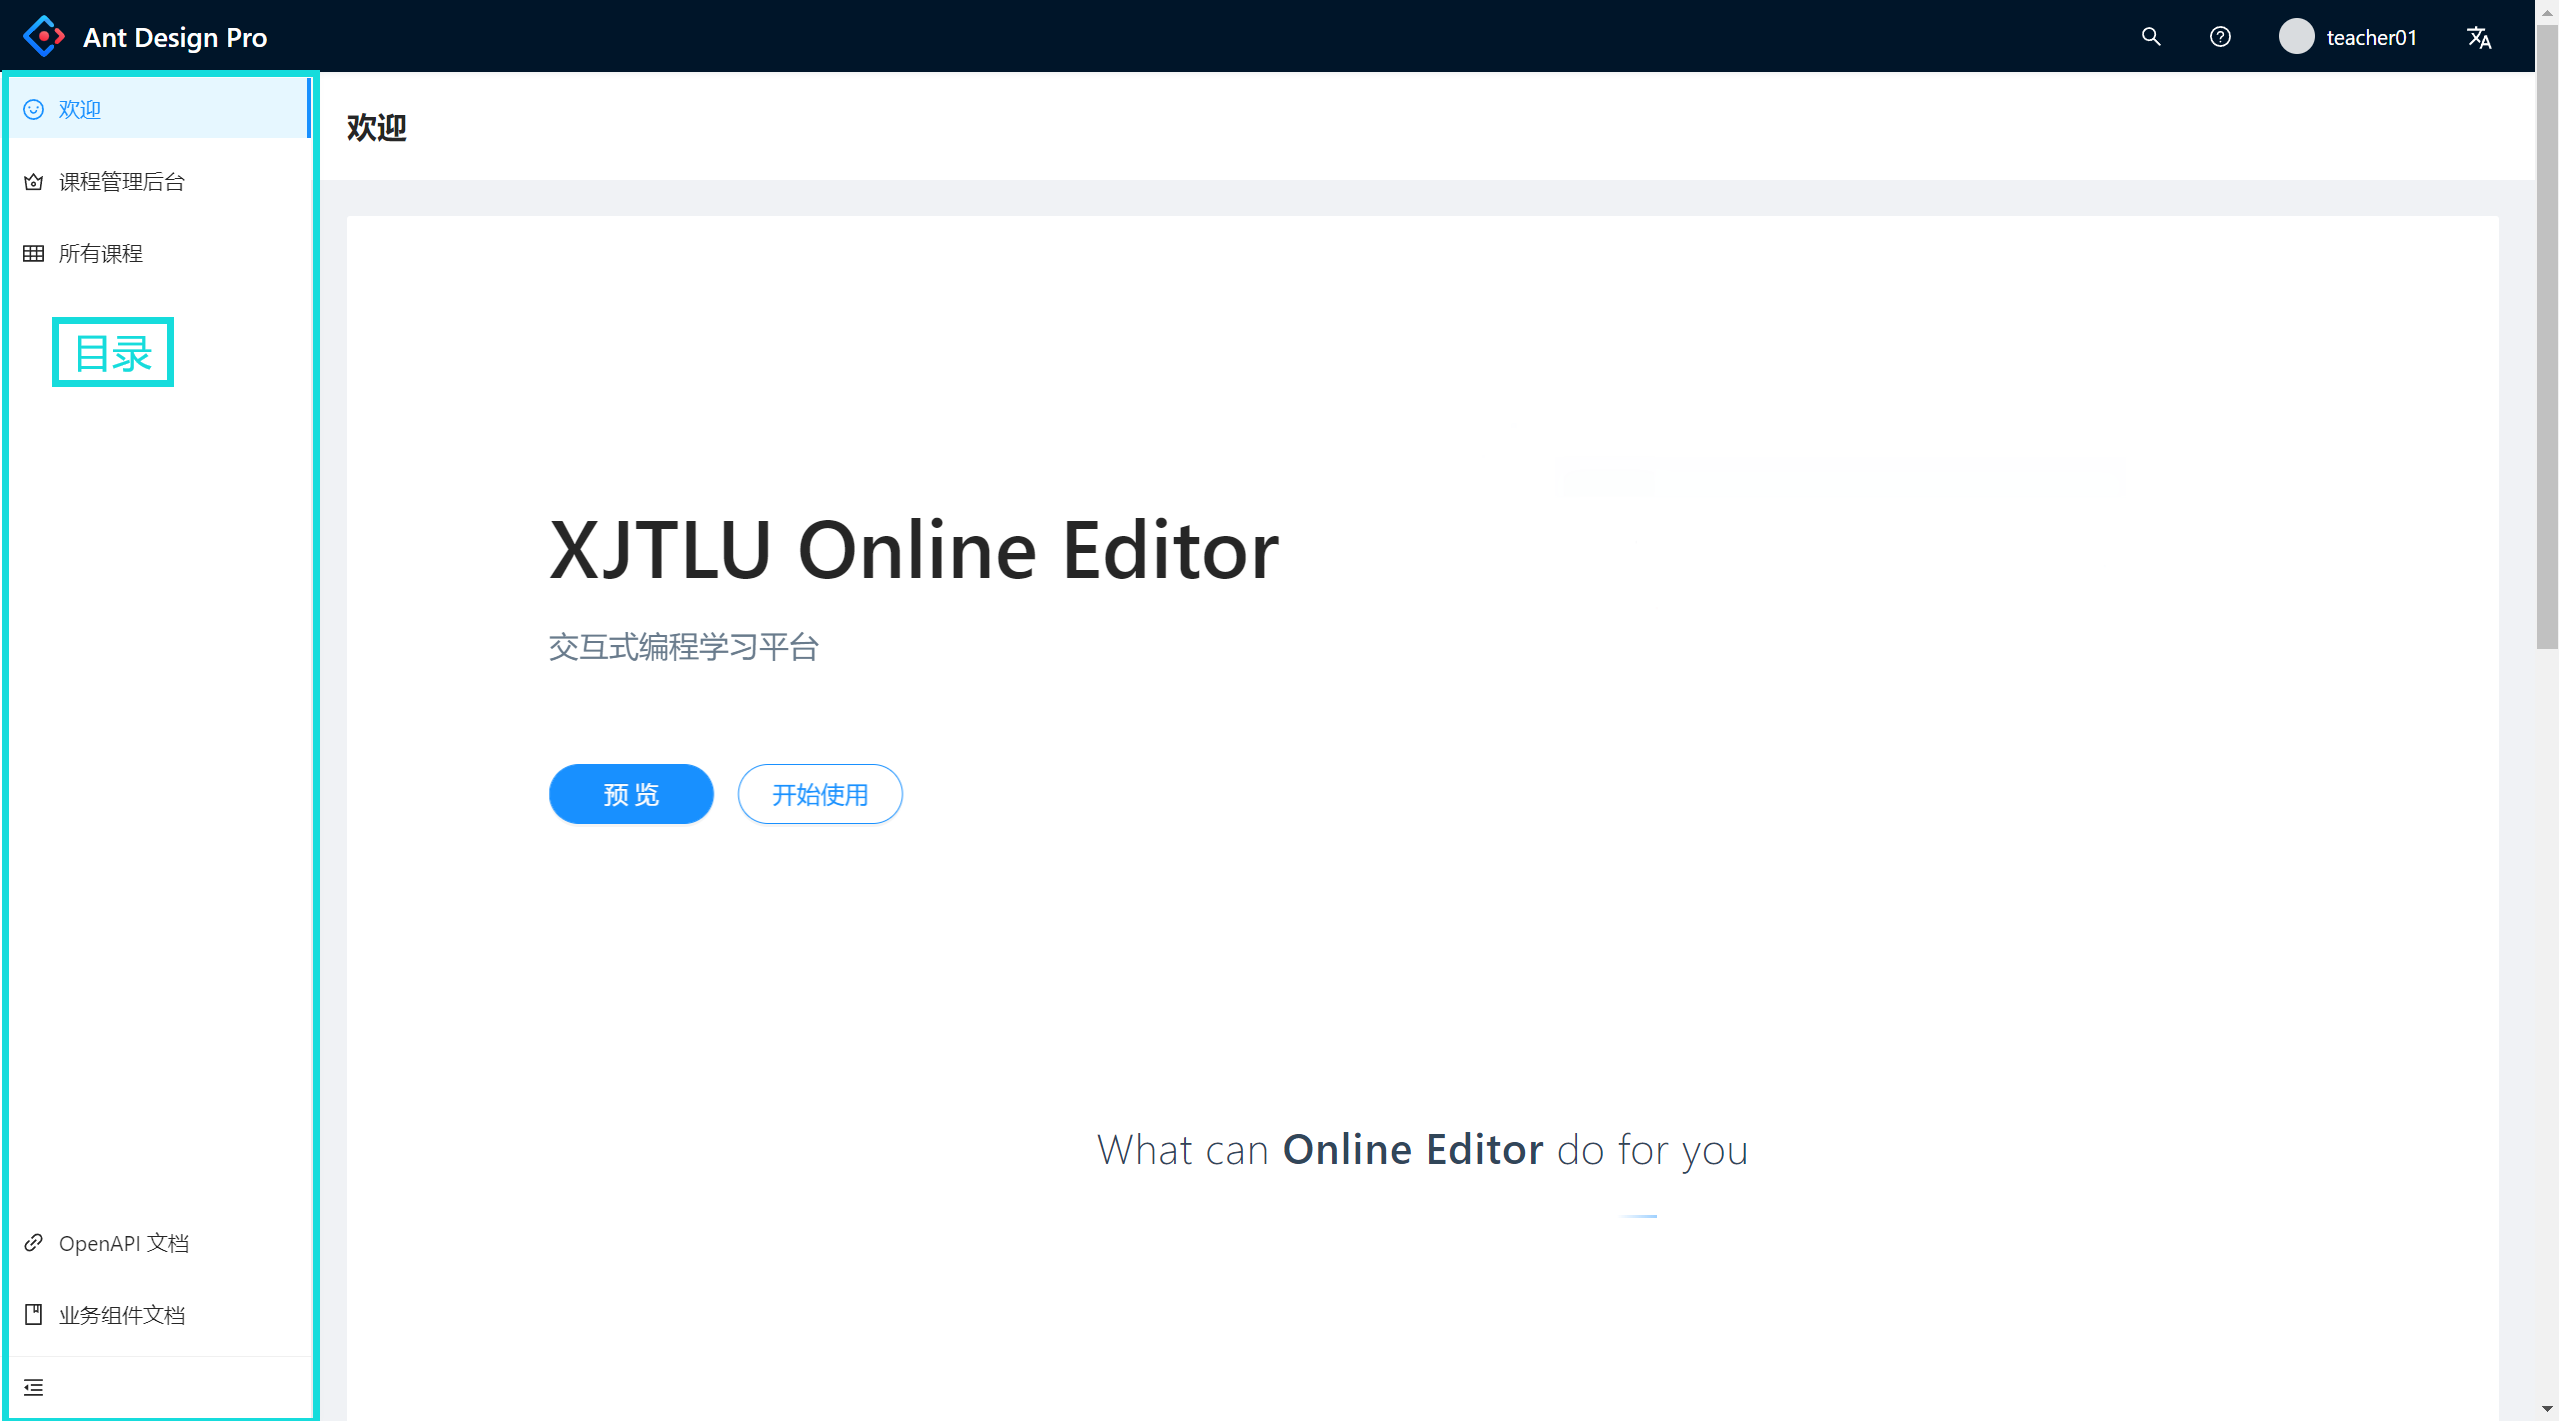 Ant Design Pro
teacher01
欢迎
课程管理后台
所有课程
目录
OpenAPI 文档
业务组件文档
欢迎
XJTLU Online Editor
交互式编程学习平台
预 览
开始使用
What can Online Editor do for you